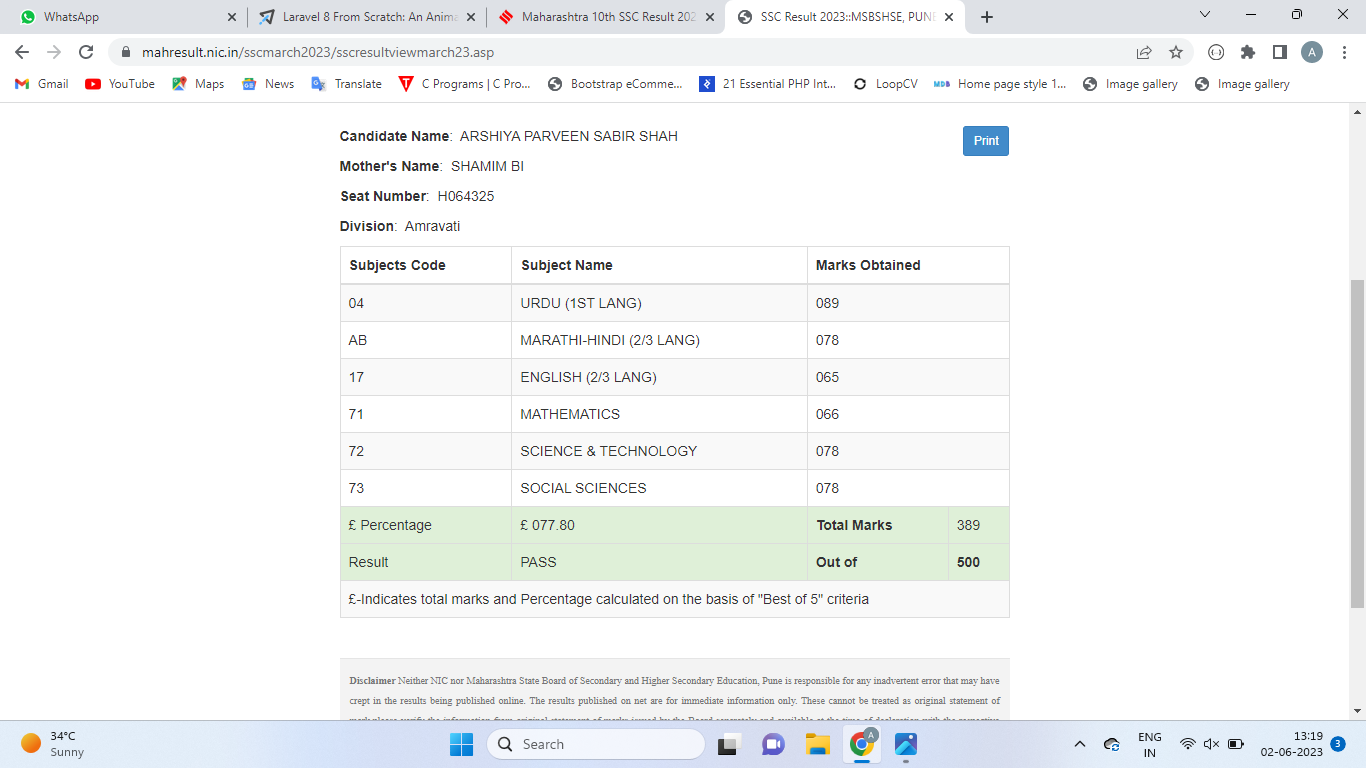 WhatsApp
Laravel 8 From Scratch: An Anima
Maharashtra 10th SSC Result 202
SSC Result 2023::MSBSHSE, PUNE
mahresult.nic.in/sscmarch2023/sscresultviewmarch23.asp
A
Gmail
YouTube
Maps
News
Translate
C Programs | C Pro...
Bootstrap eComme...
21 Essential PHP Int...
LoopCV
MDB
Home page style 1...
Image gallery
Image gallery
Candidate Name: ARSHIYA PARVEEN SABIR SHAH
Print
Mother's Name: SHAMIM BI
Seat Number: H064325
Division: Amravati
Subjects Code Subject Name Marks Obtained
04 URDU (1ST LANG) 089
AB MARATHI-HINDI (2/3 LANG) 078
17 ENGLISH (2/3 LANG) 065
71 MATHEMATICS 066
72 SCIENCE & TECHNOLOGY 078
73 SOCIAL SCIENCES 078
£ Percentage £ 077.80 Total Marks 389
Result PASS Out of 500
£-Indicates total marks and Percentage calculated on the basis of "Best of 5" criteria
Disclaimer Neither NIC nor Maharashtra State Board of Secondary and Higher Secondary Education, Pune is responsible for any inadvertent error that may have
crept in the results being published online. The results published on net are for immediate information only. These cannot be treated as original statement of
34°C
Sunny
Search
A
ENG
IN
13:19
02-06-2023
3